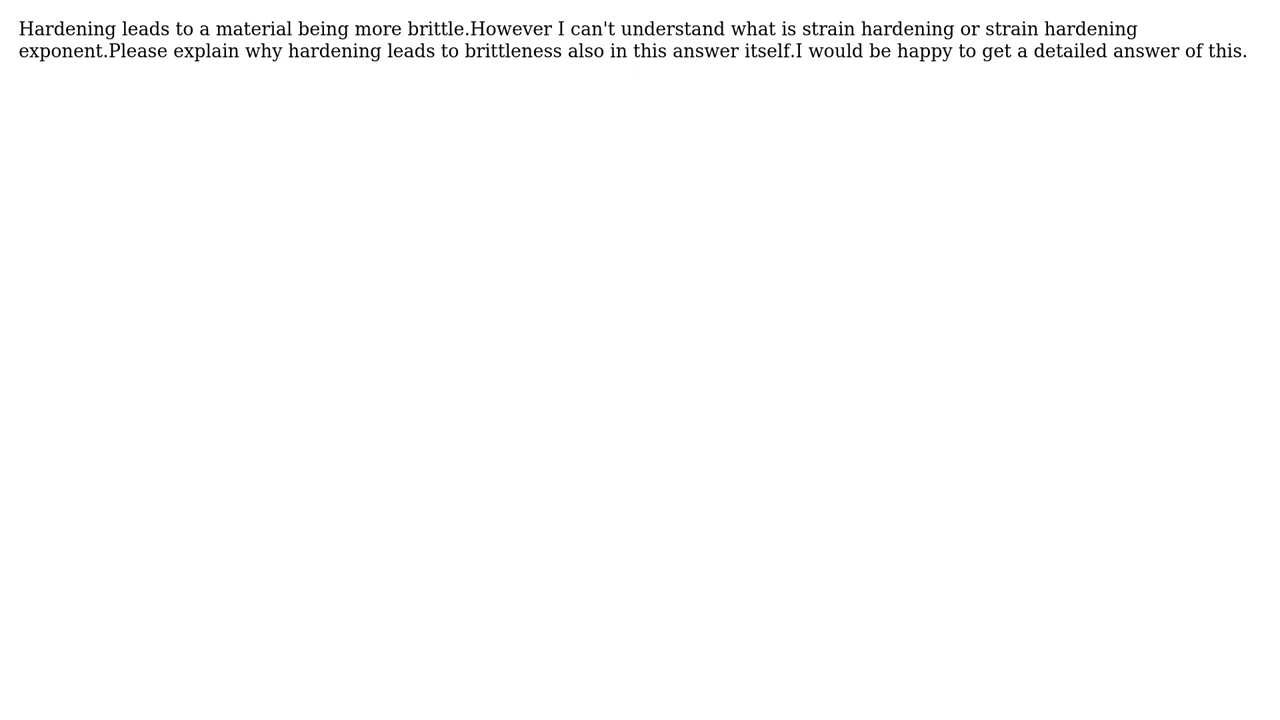 Hardening leads to a material being more brittle.However I can't understand what is strain hardening or strain hardening
exponent.Please explain why hardening leads to brittleness also in this answer itself.I would be happy to get a detailed answer of this.